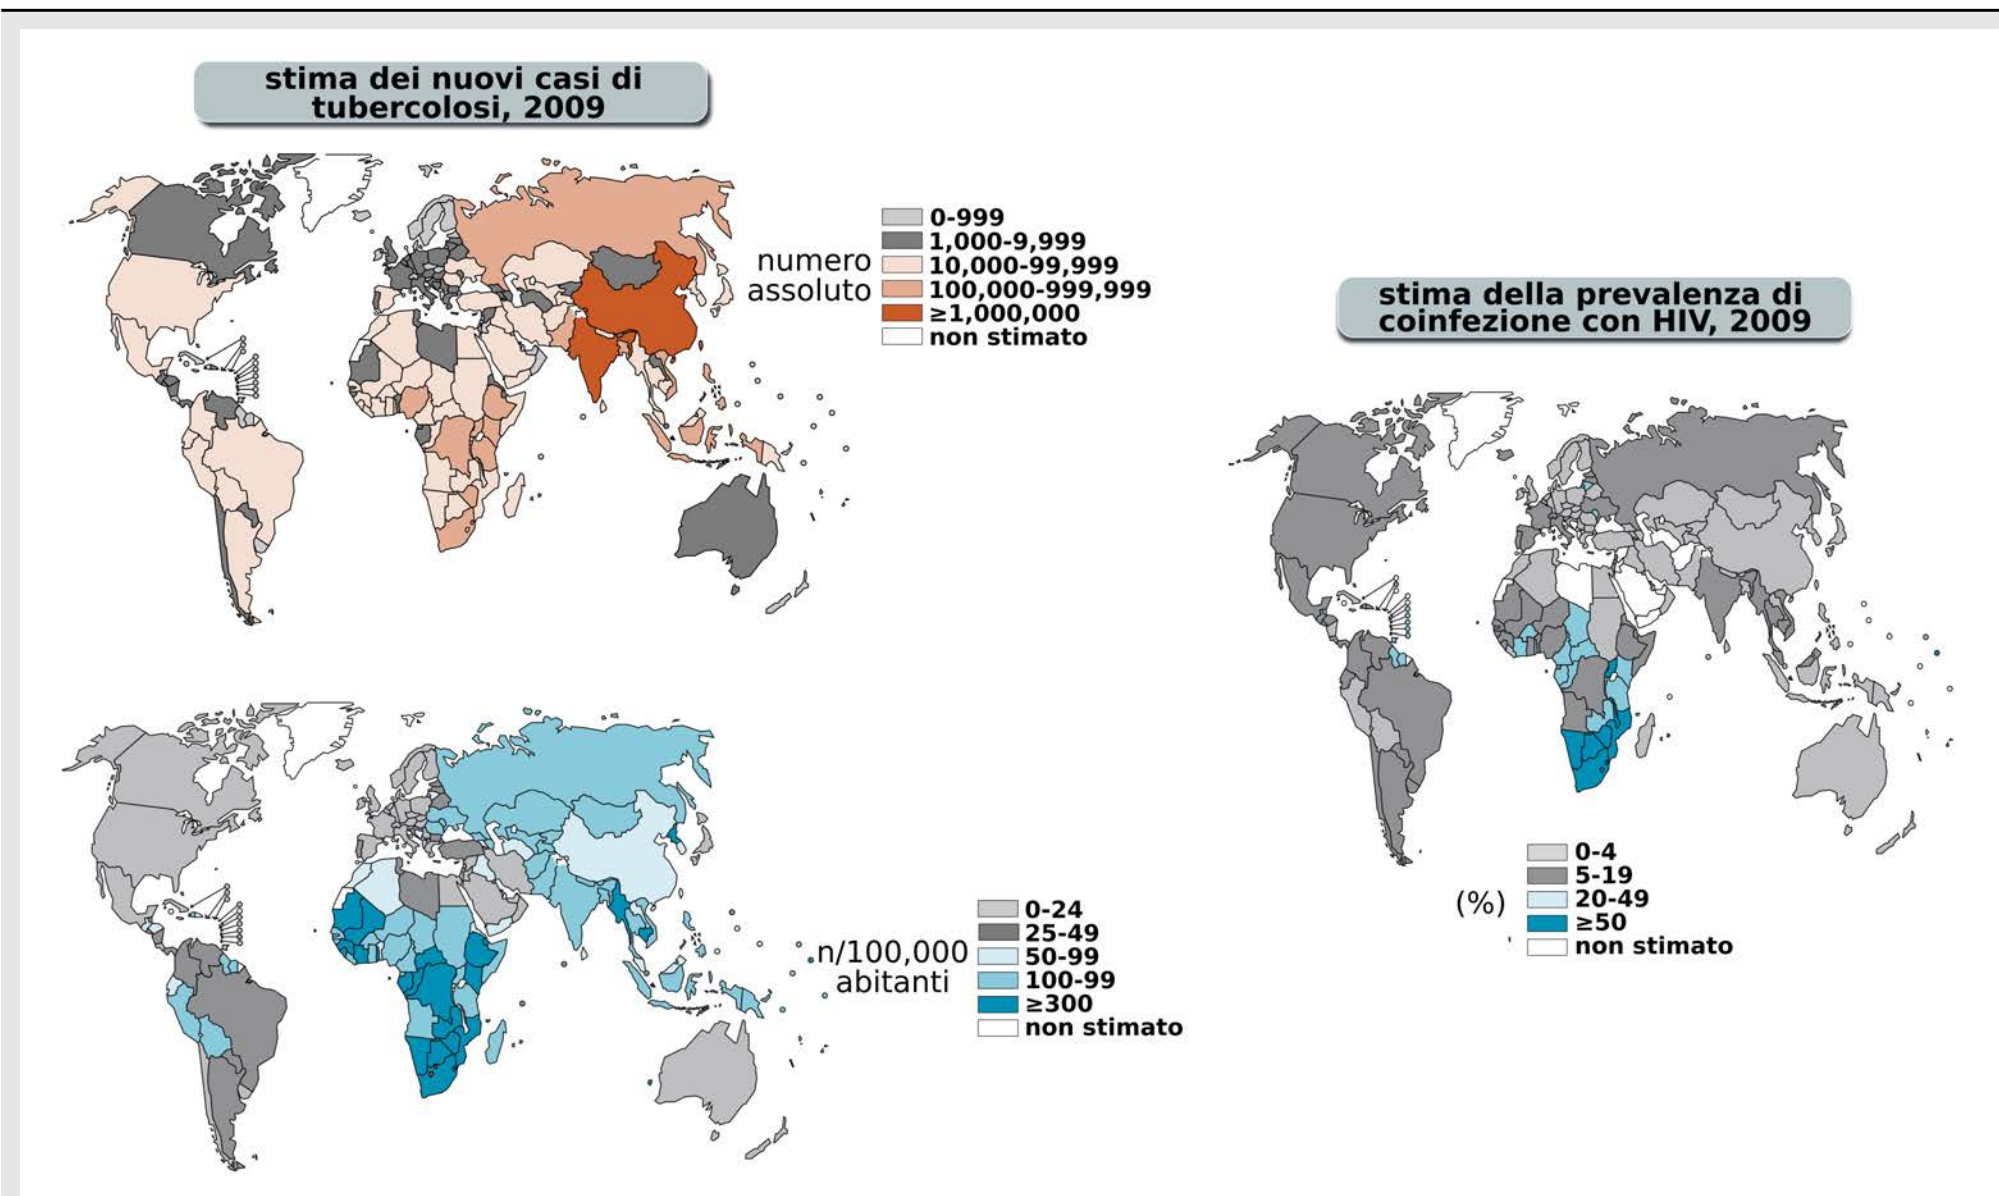 stima dei nuovi casi di
tubercolosi, 2009
numero
assoluto
0-999
1,000-9,999
10,000-99,999
100,000-999,999
≥1,000,000
non stimato
stima della prevalenza di
coinfezione con HIV, 2009
(%)
0-4
5-19
20-49
≥50
non stimato
n/100,000
abitanti
0-24
25-49
50-99
100-99
≥300
non stimato